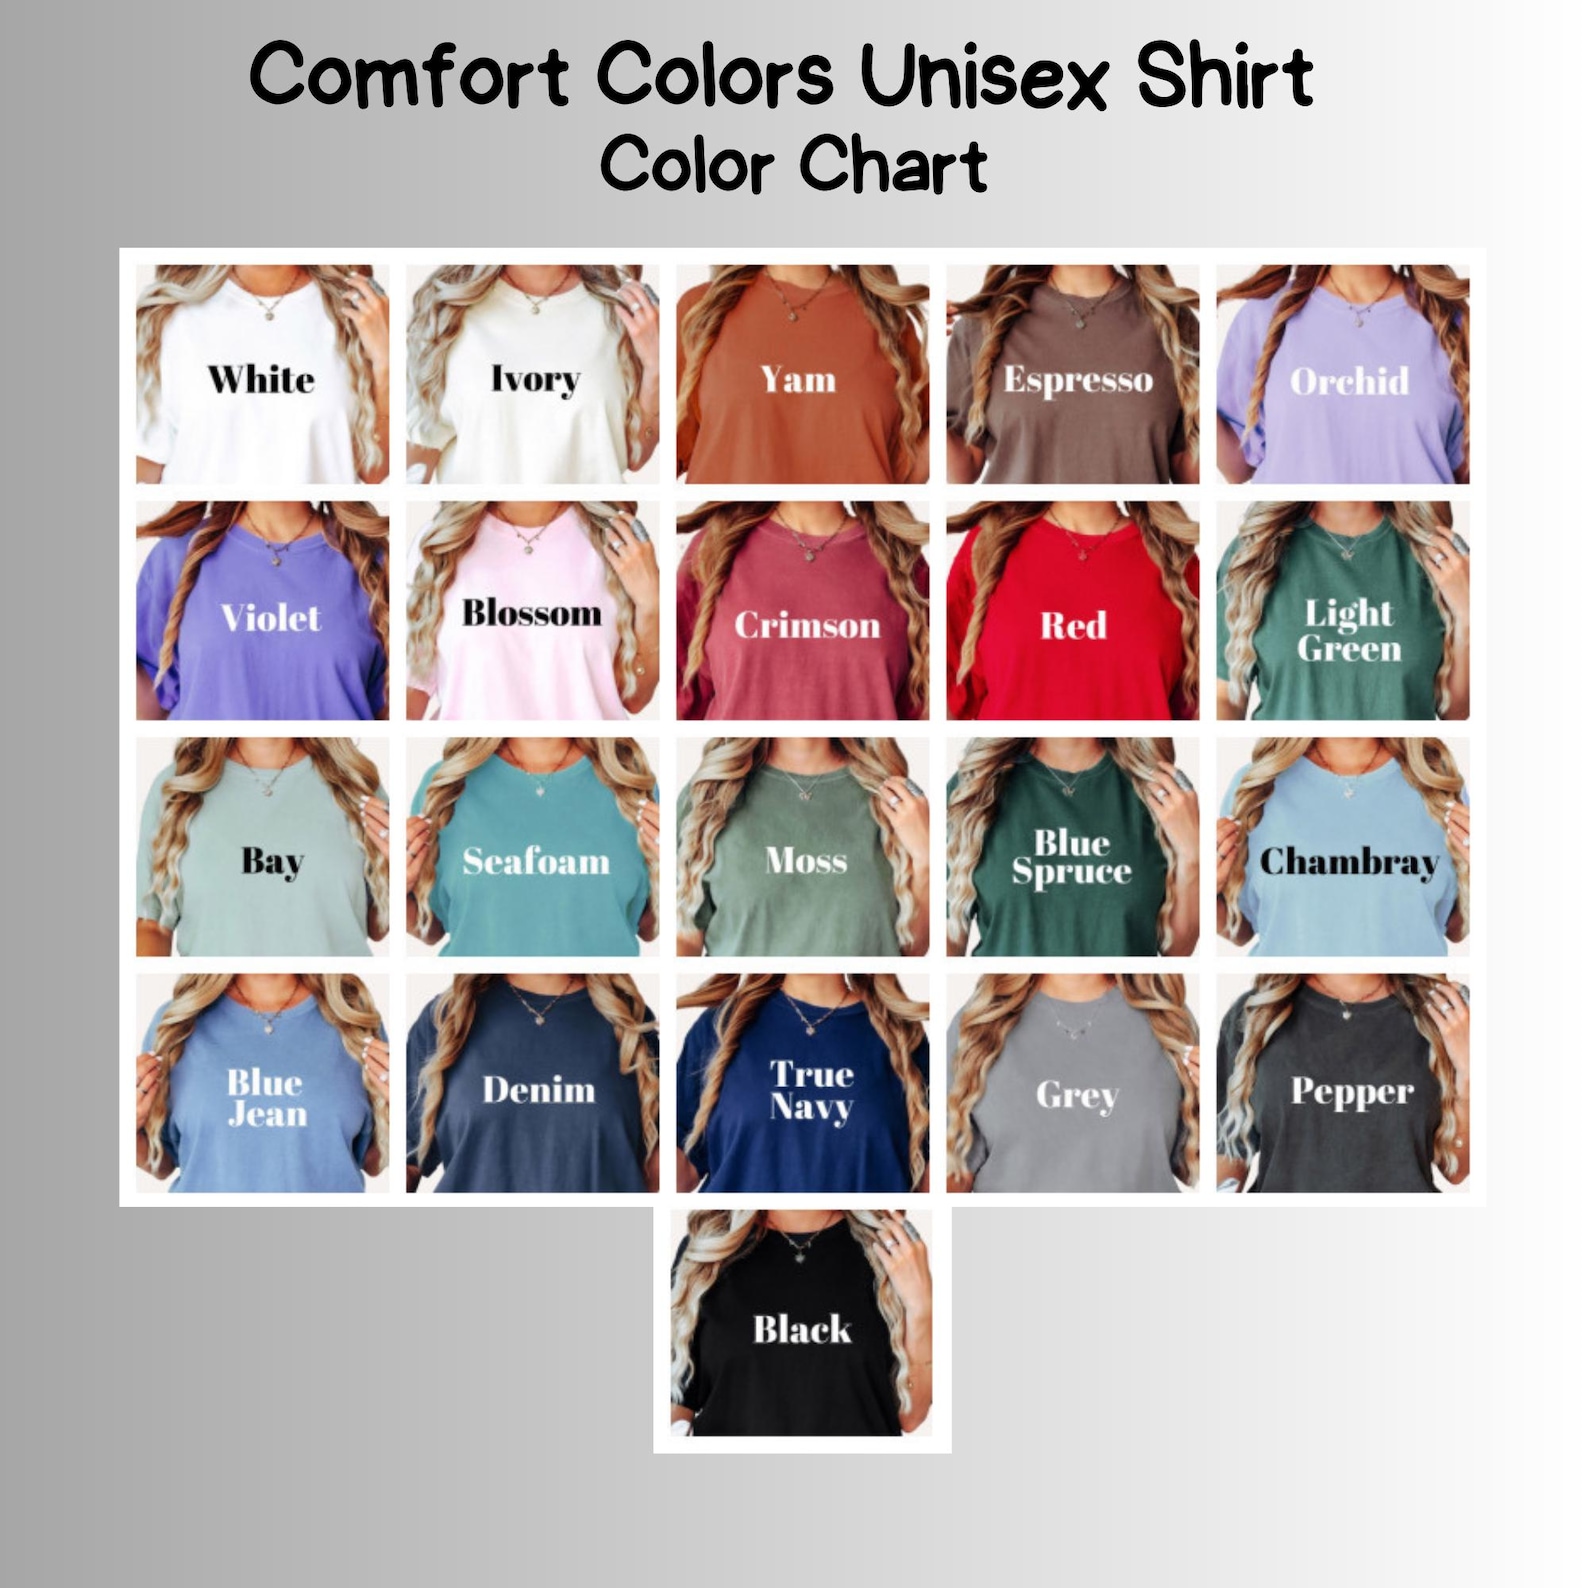 Comfort Colors Unisex Shirt
Color Chart
White
Ivory
Yam
Espresso
Orchid
Violet
Blossom
Crimson
Red
Light
Green
Bay
Seafoam
Moss
Blue
Spruce
Chambray
Blue
Jean
Denim
True
Navy
Grey
Pepper
Black